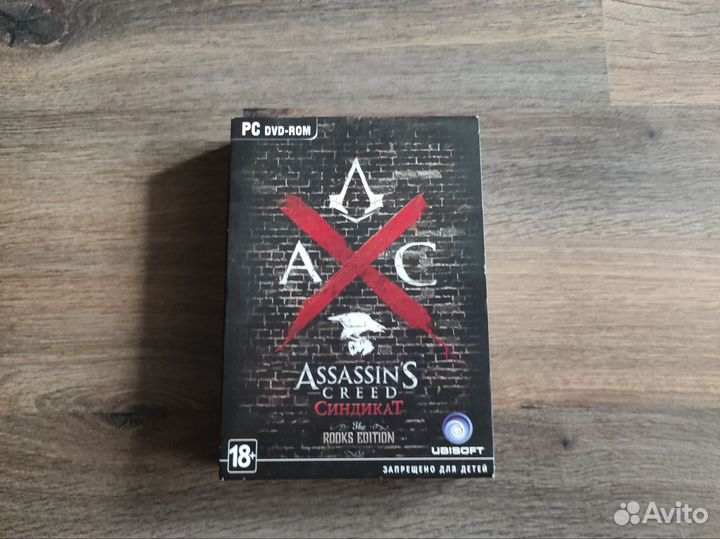 PC DVD-ROM
A C
ASSASSIN'S
CREED
СИНДИКАТ
The
ROOKS EDITION
18+
UBISOFT
ЗАПРЕЩЕНО ДЛЯ ДЕТЕЙ
Avito